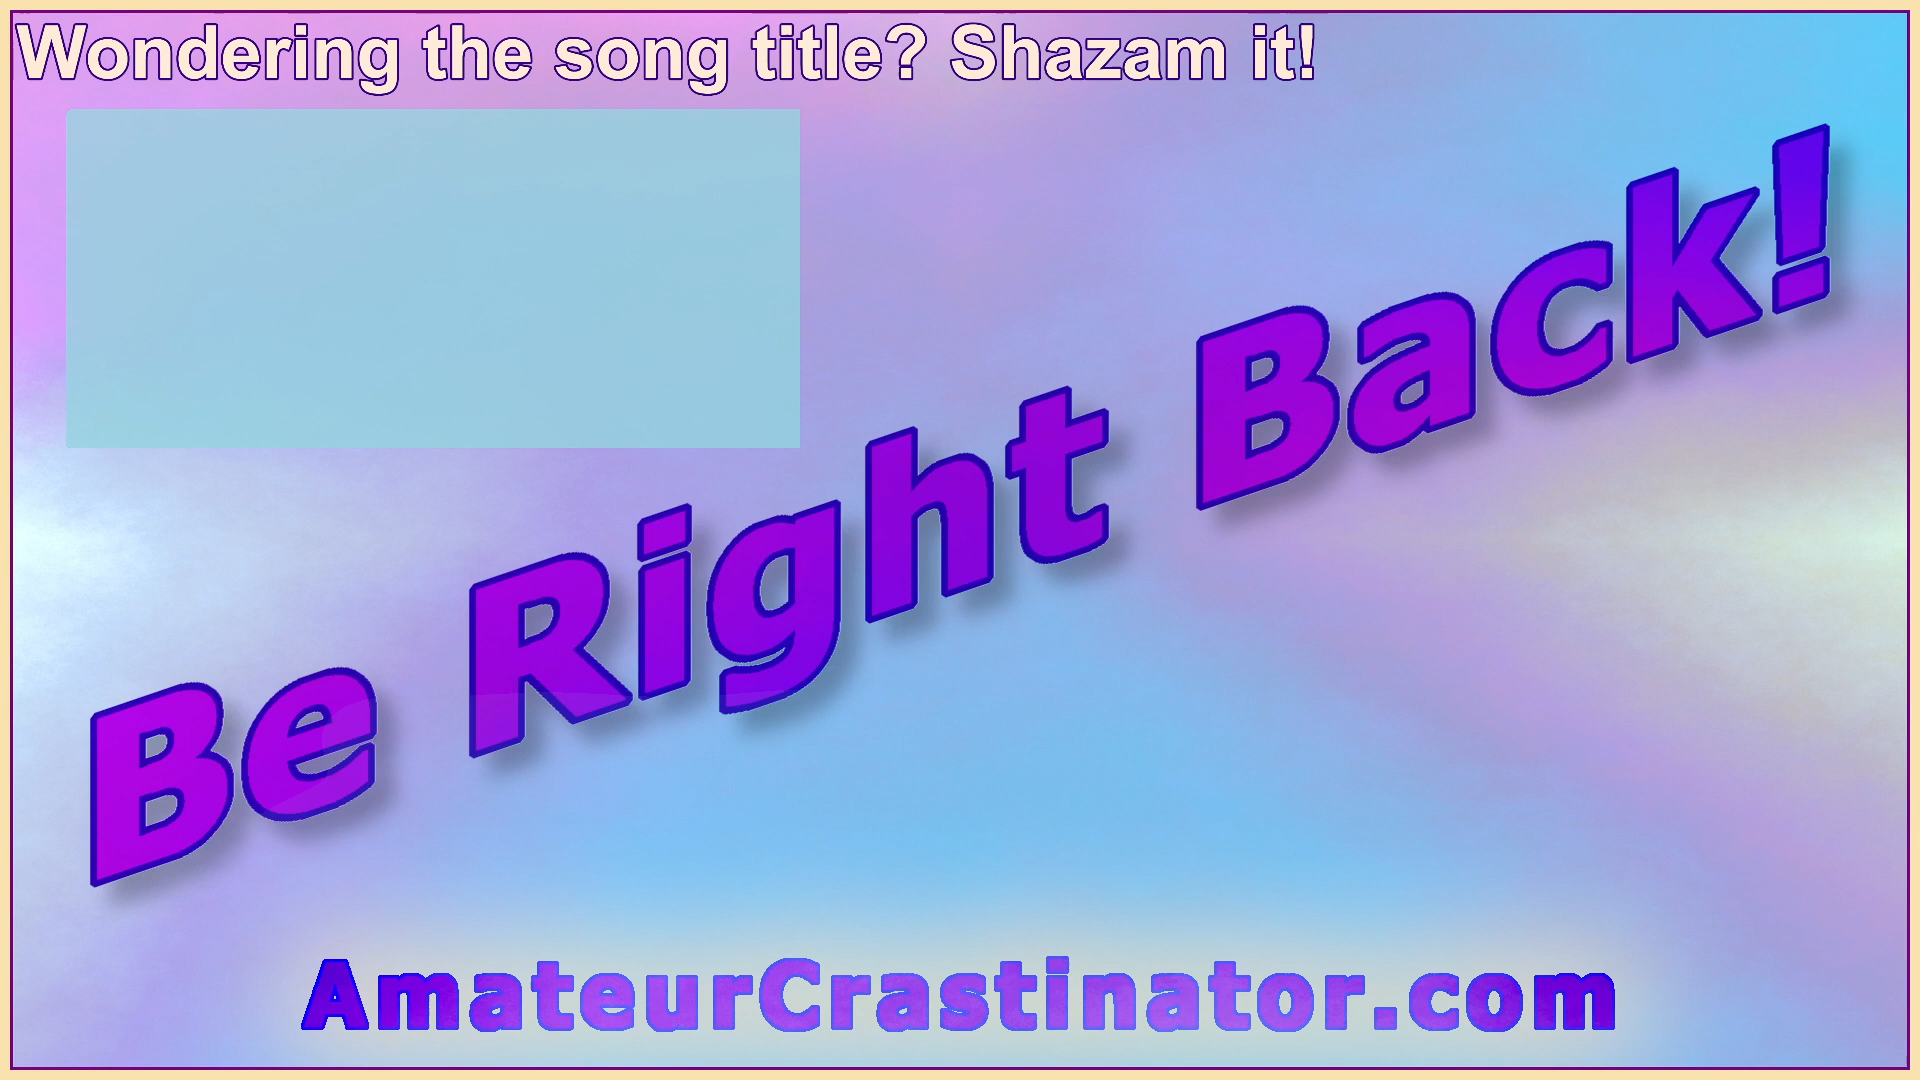 Wondering the song title? Shazam it!
Be Right Back!
AmateurCrastinator.com